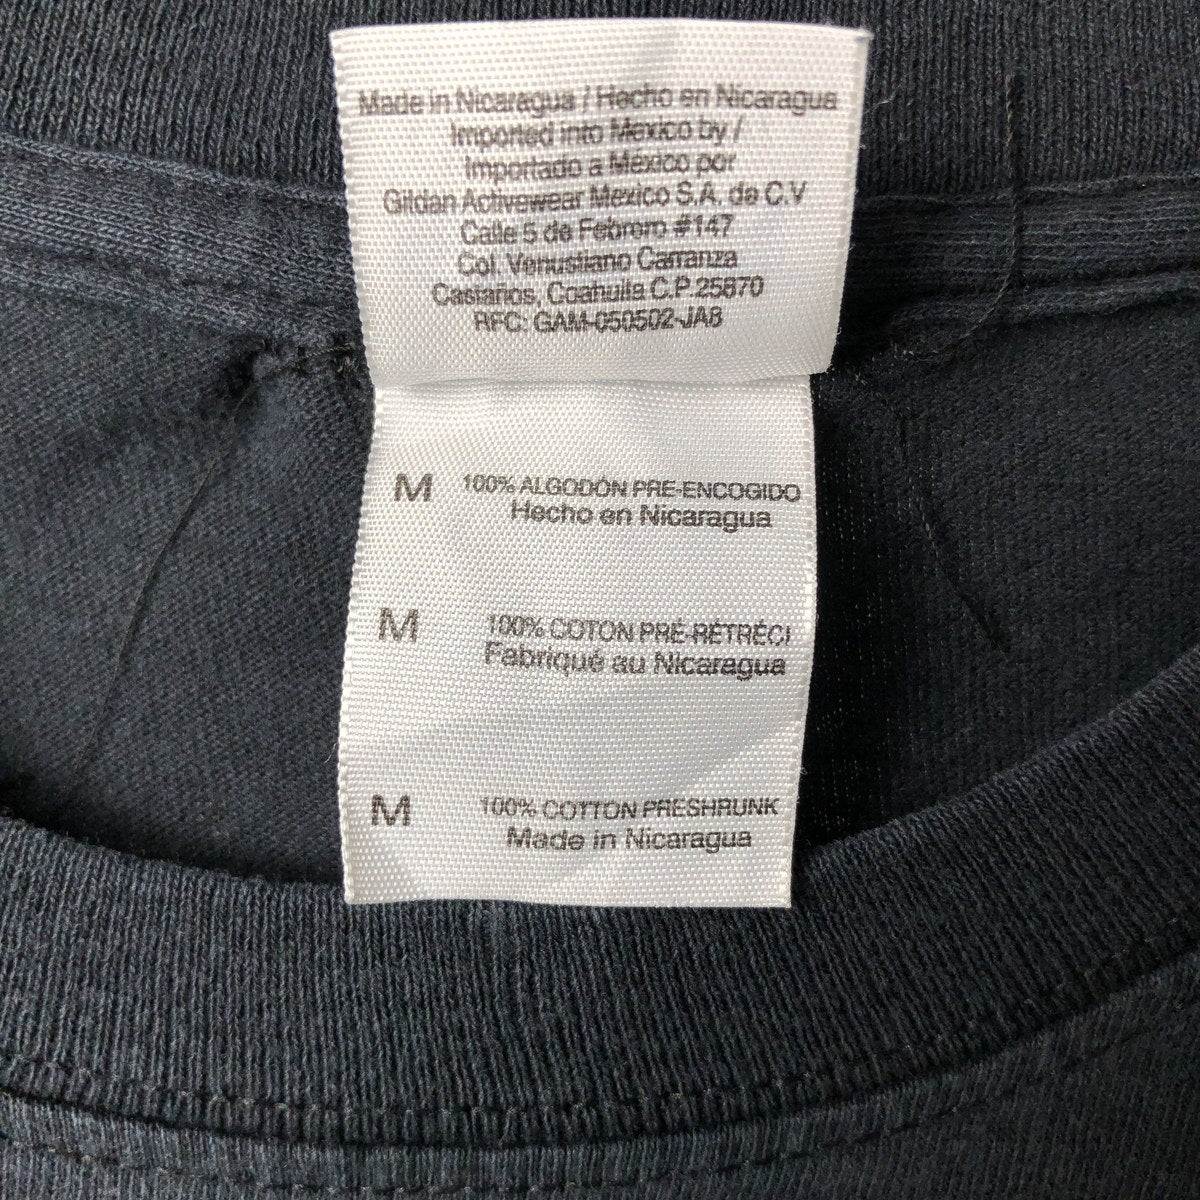 Made in Nicaragua / Hecho en Nicaragua
Imported into Mexico by /
Importado a México por
Gildan Activewear México S.A. de C.V
Calle 5 de Febrero #147
Col. Venustiano Carranza
Castaños, Coahuila C.P. 25870
RFC: GAM-050502-JA8
M 100% ALGODÓN PRE-ENCOGIDO
Hecho en Nicaragua
M 100% COTON PRÉ-RÉTRÉCI
Fabriqué au Nicaragua
M 100% COTTON PRESHRUNK
Made in Nicaragua